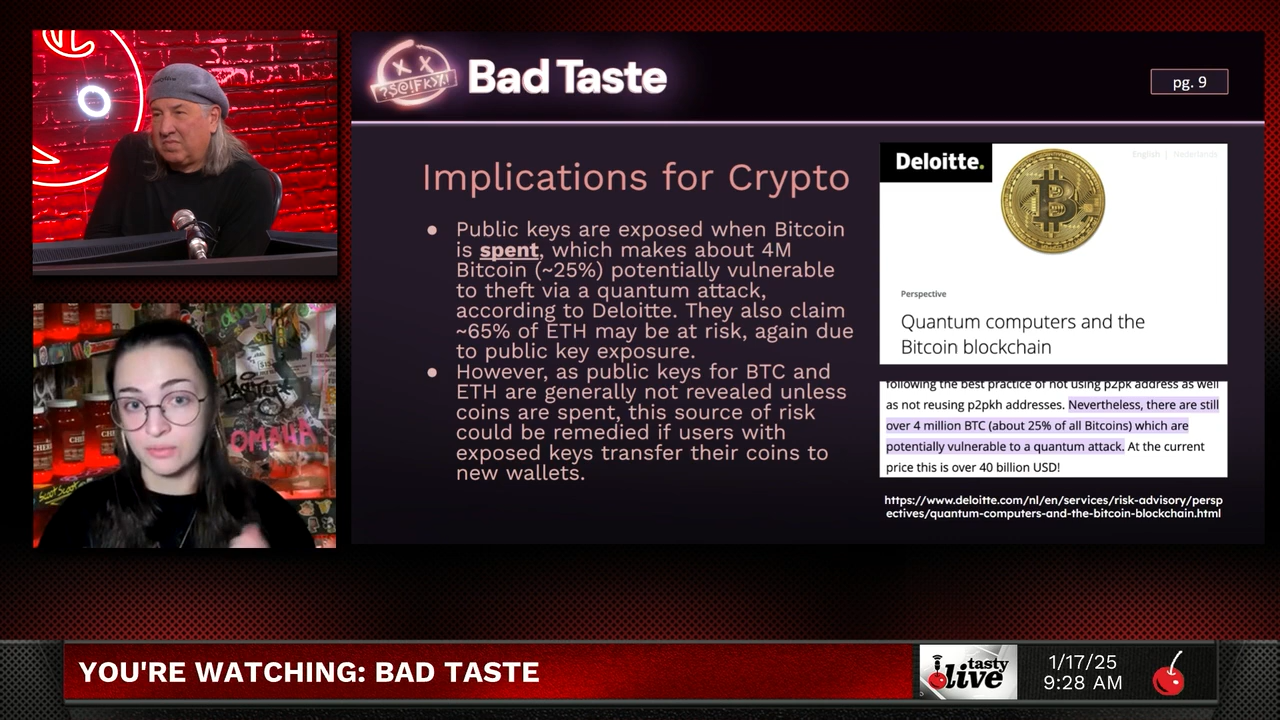 ?$@!FK%!
Bad Taste
pg. 9
Implications for Crypto
● Public keys are exposed when Bitcoin
is spent, which makes about 4M
Bitcoin (~25%) potentially vulnerable
to theft via a quantum attack,
according to Deloitte. They also claim
~65% of ETH may be at risk, again due
to public key exposure.
● However, as public keys for BTC and
ETH are generally not revealed unless
coins are spent, this source of risk
could be remedied if users with
exposed keys transfer their coins to
new wallets.
Deloitte.
English | Nederlands
Perspective
Quantum computers and the
Bitcoin blockchain
following the best practice of not using p2pk address as well
as not reusing p2pkh addresses. Nevertheless, there are still
over 4 million BTC (about 25% of all Bitcoins) which are
potentially vulnerable to a quantum attack. At the current
price this is over 40 billion USD!
https://www.deloitte.com/nl/en/services/risk-advisory/persp
ectives/quantum-computers-and-the-bitcoin-blockchain.html
OMAHA
YOU'RE WATCHING: BAD TASTE
tasty
live
1/17/25
9:28 AM